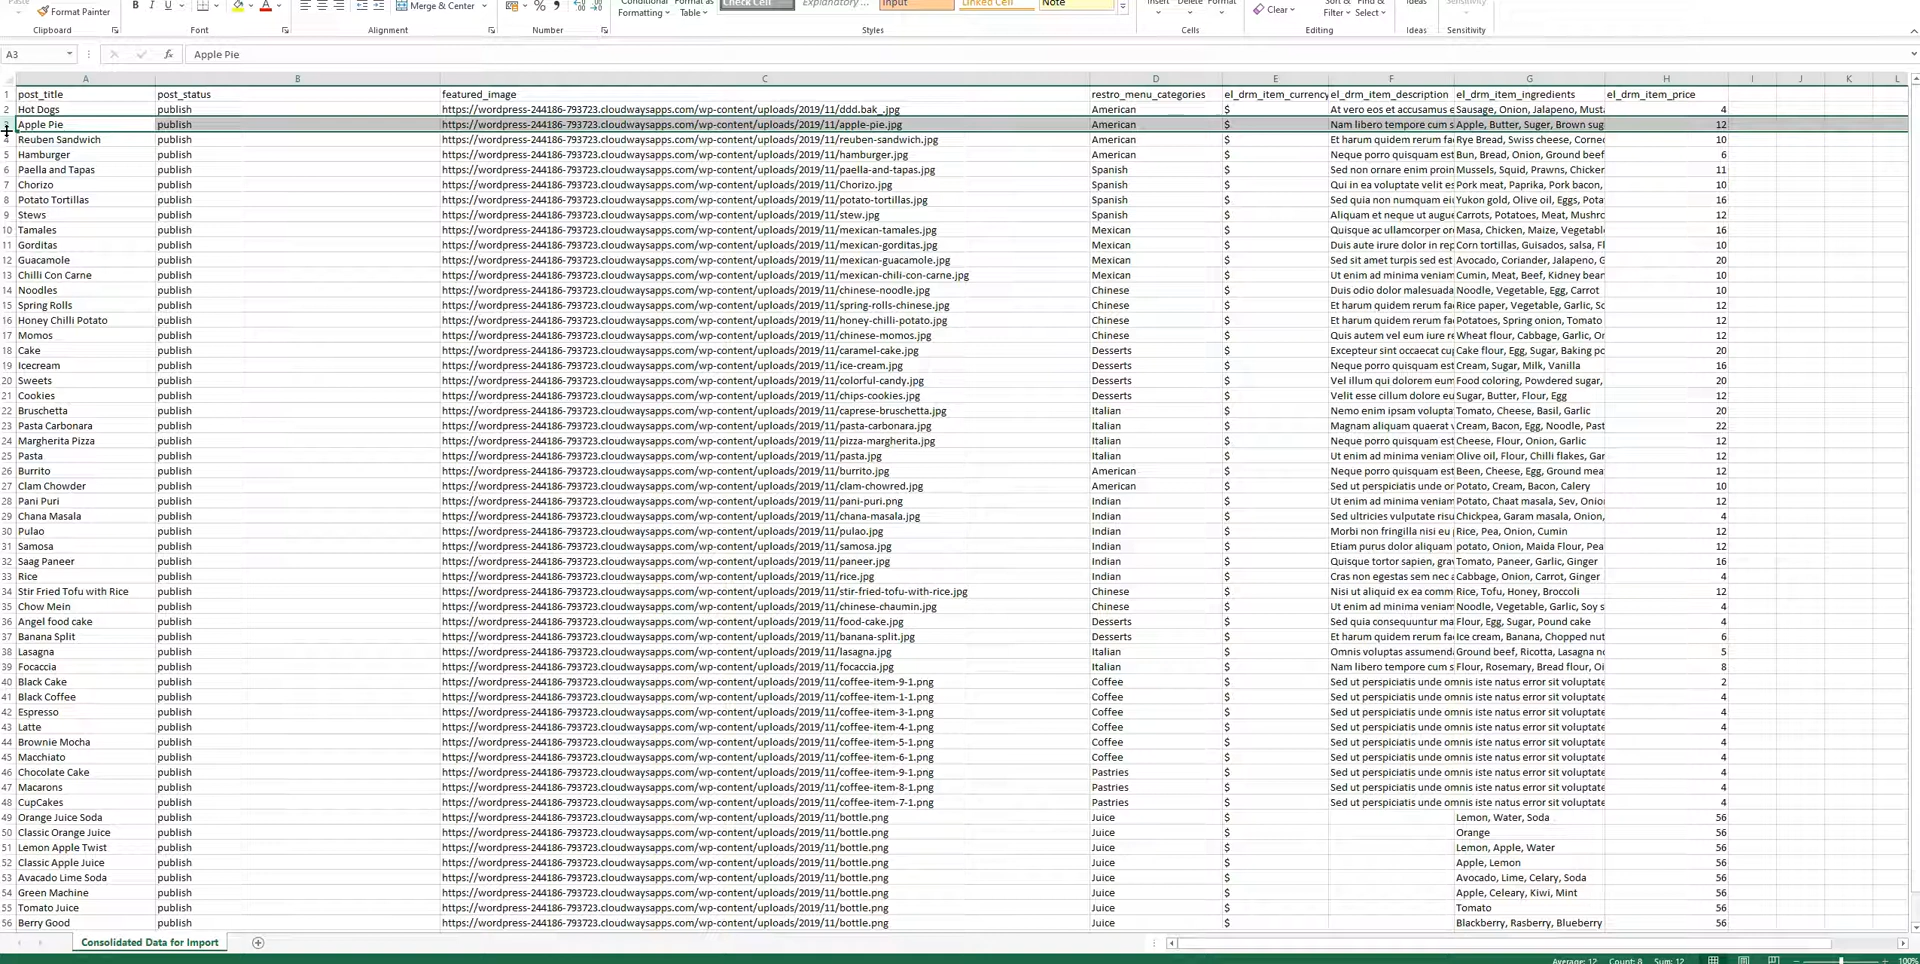 Format Painter
Merge & Center
Conditional Format as
Formatting Table
Check Cell Explanatory ... Input Linked Cell Note
Insert Delete Format
Clear
Sort & Find &
Filter Select
Ideas Sensitivity
Clipboard Font Alignment Number Styles Cells Editing Ideas Sensitivity
A3 fx Apple Pie
A B C D E F G H I J K L
1 post_title post_status featured_image restro_menu_categories el_drm_item_currency el_drm_item_description el_drm_item_ingredients el_drm_item_price
2 Hot Dogs publish https://wordpress-244186-793723.cloudwaysapps.com/wp-content/uploads/2019/11/ddd.bak_.jpg American $ At vero eos et accusamus e Sausage, Onion, Jalapeno, Musta 4
3 Apple Pie publish https://wordpress-244186-793723.cloudwaysapps.com/wp-content/uploads/2019/11/apple-pie.jpg American $ Nam libero tempore cum s Apple, Butter, Suger, Brown sug 12
4 Reuben Sandwich publish https://wordpress-244186-793723.cloudwaysapps.com/wp-content/uploads/2019/11/reuben-sandwich.jpg American $ Et harum quidem rerum fa Rye Bread, Swiss cheese, Corned 10
5 Hamburger publish https://wordpress-244186-793723.cloudwaysapps.com/wp-content/uploads/2019/11/hamburger.jpg American $ Neque porro quisquam est Bun, Bread, Onion, Ground beef 6
6 Paella and Tapas publish https://wordpress-244186-793723.cloudwaysapps.com/wp-content/uploads/2019/11/paella-and-tapas.jpg Spanish $ Sed non ornare enim proin Mussels, Squid, Prawns, Chicken 11
7 Chorizo publish https://wordpress-244186-793723.cloudwaysapps.com/wp-content/uploads/2019/11/Chorizo.jpg Spanish $ Qui in ea voluptate velit es Pork meat, Paprika, Pork bacon, 10
8 Potato Tortillas publish https://wordpress-244186-793723.cloudwaysapps.com/wp-content/uploads/2019/11/potato-tortillas.jpg Spanish $ Sed quia non numquam eiu Yukon gold, Olive oil, Eggs, Pota 16
9 Stews publish https://wordpress-244186-793723.cloudwaysapps.com/wp-content/uploads/2019/11/stew.jpg Spanish $ Aliquam et neque ut augue Carrots, Potatoes, Meat, Mushro 12
10 Tamales publish https://wordpress-244186-793723.cloudwaysapps.com/wp-content/uploads/2019/11/mexican-tamales.jpg Mexican $ Quisque ac ullamcorper or Masa, Chicken, Maize, Vegetabl 16
11 Gorditas publish https://wordpress-244186-793723.cloudwaysapps.com/wp-content/uploads/2019/11/mexican-gorditas.jpg Mexican $ Duis aute irure dolor in rep Corn tortillas, Guisados, salsa, Fl 10
12 Guacamole publish https://wordpress-244186-793723.cloudwaysapps.com/wp-content/uploads/2019/11/mexican-guacamole.jpg Mexican $ Sed sit amet turpis sed est Avocado, Coriander, Jalapeno, G 20
13 Chilli Con Carne publish https://wordpress-244186-793723.cloudwaysapps.com/wp-content/uploads/2019/11/mexican-chili-con-carne.jpg Mexican $ Ut enim ad minima veniam Cumin, Meat, Beef, Kidney bean 10
14 Noodles publish https://wordpress-244186-793723.cloudwaysapps.com/wp-content/uploads/2019/11/chinese-noodle.jpg Chinese $ Duis odio dolor malesuada Noodle, Vegetable, Egg, Carrot 10
15 Spring Rolls publish https://wordpress-244186-793723.cloudwaysapps.com/wp-content/uploads/2019/11/spring-rolls-chinese.jpg Chinese $ Et harum quidem rerum fa Rice paper, Vegetable, Garlic, So 12
16 Honey Chilli Potato publish https://wordpress-244186-793723.cloudwaysapps.com/wp-content/uploads/2019/11/honey-chilli-potato.jpg Chinese $ Et harum quidem rerum fa Potatoes, Spring onion, Tomato 12
17 Momos publish https://wordpress-244186-793723.cloudwaysapps.com/wp-content/uploads/2019/11/chinese-momos.jpg Chinese $ Quis autem vel eum iure re Wheat flour, Cabbage, Garlic, On 12
18 Cake publish https://wordpress-244186-793723.cloudwaysapps.com/wp-content/uploads/2019/11/caramel-cake.jpg Desserts $ Excepteur sint occaecat cu Cake flour, Egg, Sugar, Baking po 20
19 Icecream publish https://wordpress-244186-793723.cloudwaysapps.com/wp-content/uploads/2019/11/ice-cream.jpg Desserts $ Neque porro quisquam est Cream, Sugar, Milk, Vanilla 16
20 Sweets publish https://wordpress-244186-793723.cloudwaysapps.com/wp-content/uploads/2019/11/colorful-candy.jpg Desserts $ Vel illum qui dolorem eum Food coloring, Powdered sugar, 20
21 Cookies publish https://wordpress-244186-793723.cloudwaysapps.com/wp-content/uploads/2019/11/chips-cookies.jpg Desserts $ Velit esse cillum dolore eu Sugar, Butter, Flour, Egg 12
22 Bruschetta publish https://wordpress-244186-793723.cloudwaysapps.com/wp-content/uploads/2019/11/caprese-bruschetta.jpg Italian $ Nemo enim ipsam volupta Tomato, Cheese, Basil, Garlic 20
23 Pasta Carbonara publish https://wordpress-244186-793723.cloudwaysapps.com/wp-content/uploads/2019/11/pasta-carbonara.jpg Italian $ Magnam aliquam quaerat v Cream, Bacon, Egg, Noodle, Past 22
24 Margherita Pizza publish https://wordpress-244186-793723.cloudwaysapps.com/wp-content/uploads/2019/11/pizza-margherita.jpg Italian $ Neque porro quisquam est Cheese, Flour, Onion, Garlic 12
25 Pasta publish https://wordpress-244186-793723.cloudwaysapps.com/wp-content/uploads/2019/11/pasta.jpg Italian $ Ut enim ad minima veniam Olive oil, Flour, Chilli flakes, Gar 12
26 Burrito publish https://wordpress-244186-793723.cloudwaysapps.com/wp-content/uploads/2019/11/burrito.jpg American $ Neque porro quisquam est Been, Cheese, Egg, Ground mea 12
27 Clam Chowder publish https://wordpress-244186-793723.cloudwaysapps.com/wp-content/uploads/2019/11/clam-chowred.jpg American $ Sed ut perspiciatis unde or Potato, Cream, Bacon, Calery 10
28 Pani Puri publish https://wordpress-244186-793723.cloudwaysapps.com/wp-content/uploads/2019/11/pani-puri.png Indian $ Ut enim ad minima veniam Potato, Chaat masala, Sev, Onion 12
29 Chana Masala publish https://wordpress-244186-793723.cloudwaysapps.com/wp-content/uploads/2019/11/chana-masala.jpg Indian $ Sed ultricies vulputate risu Chickpea, Garam masala, Onion, 4
30 Pulao publish https://wordpress-244186-793723.cloudwaysapps.com/wp-content/uploads/2019/11/pulao.jpg Indian $ Morbi non fringilla nisi eu Rice, Pea, Onion, Cumin 12
31 Samosa publish https://wordpress-244186-793723.cloudwaysapps.com/wp-content/uploads/2019/11/samosa.jpg Indian $ Etiam purus dolor aliquam potato, Onion, Maida Flour, Pea 12
32 Saag Paneer publish https://wordpress-244186-793723.cloudwaysapps.com/wp-content/uploads/2019/11/paneer.jpg Indian $ Quisque tortor sapien, grav Tomato, Paneer, Garlic, Ginger 16
33 Rice publish https://wordpress-244186-793723.cloudwaysapps.com/wp-content/uploads/2019/11/rice.jpg Indian $ Cras non egestas sem nec a Cabbage, Onion, Carrot, Ginger 4
34 Stir Fried Tofu with Rice publish https://wordpress-244186-793723.cloudwaysapps.com/wp-content/uploads/2019/11/stir-fried-tofu-with-rice.jpg Chinese $ Nisi ut aliquid ex ea comm Rice, Tofu, Honey, Broccoli 12
35 Chow Mein publish https://wordpress-244186-793723.cloudwaysapps.com/wp-content/uploads/2019/11/chinese-chaumin.jpg Chinese $ Ut enim ad minima veniam Noodle, Vegetable, Garlic, Soy s 4
36 Angel food cake publish https://wordpress-244186-793723.cloudwaysapps.com/wp-content/uploads/2019/11/food-cake.jpg Desserts $ Sed quia consequuntur ma Flour, Egg, Sugar, Pound cake 4
37 Banana Split publish https://wordpress-244186-793723.cloudwaysapps.com/wp-content/uploads/2019/11/banana-split.jpg Desserts $ Et harum quidem rerum fa Ice cream, Banana, Chopped nut 6
38 Lasagna publish https://wordpress-244186-793723.cloudwaysapps.com/wp-content/uploads/2019/11/lasagna.jpg Italian $ Omnis voluptas assumenda Ground beef, Ricotta, Lasagna no 5
39 Focaccia publish https://wordpress-244186-793723.cloudwaysapps.com/wp-content/uploads/2019/11/focaccia.jpg Italian $ Nam libero tempore cum s Flour, Rosemary, Bread flour, Oi 8
40 Black Cake publish https://wordpress-244186-793723.cloudwaysapps.com/wp-content/uploads/2019/11/coffee-item-9-1.png Coffee $ Sed ut perspiciatis unde omnis iste natus error sit voluptate 2
41 Black Coffee publish https://wordpress-244186-793723.cloudwaysapps.com/wp-content/uploads/2019/11/coffee-item-1-1.png Coffee $ Sed ut perspiciatis unde omnis iste natus error sit voluptate 4
42 Espresso publish https://wordpress-244186-793723.cloudwaysapps.com/wp-content/uploads/2019/11/coffee-item-3-1.png Coffee $ Sed ut perspiciatis unde omnis iste natus error sit voluptate 4
43 Latte publish https://wordpress-244186-793723.cloudwaysapps.com/wp-content/uploads/2019/11/coffee-item-4-1.png Coffee $ Sed ut perspiciatis unde omnis iste natus error sit voluptate 4
44 Brownie Mocha publish https://wordpress-244186-793723.cloudwaysapps.com/wp-content/uploads/2019/11/coffee-item-5-1.png Coffee $ Sed ut perspiciatis unde omnis iste natus error sit voluptate 4
45 Macchiato publish https://wordpress-244186-793723.cloudwaysapps.com/wp-content/uploads/2019/11/coffee-item-6-1.png Coffee $ Sed ut perspiciatis unde omnis iste natus error sit voluptate 4
46 Chocolate Cake publish https://wordpress-244186-793723.cloudwaysapps.com/wp-content/uploads/2019/11/coffee-item-9-1.png Pastries $ Sed ut perspiciatis unde omnis iste natus error sit voluptate 4
47 Macarons publish https://wordpress-244186-793723.cloudwaysapps.com/wp-content/uploads/2019/11/coffee-item-8-1.png Pastries $ Sed ut perspiciatis unde omnis iste natus error sit voluptate 4
48 CupCakes publish https://wordpress-244186-793723.cloudwaysapps.com/wp-content/uploads/2019/11/coffee-item-7-1.png Pastries $ Sed ut perspiciatis unde omnis iste natus error sit voluptate 4
49 Orange Juice Soda publish https://wordpress-244186-793723.cloudwaysapps.com/wp-content/uploads/2019/11/bottle.png Juice $ Lemon, Water, Soda 56
50 Classic Orange Juice publish https://wordpress-244186-793723.cloudwaysapps.com/wp-content/uploads/2019/11/bottle.png Juice $ Orange 56
51 Lemon Apple Twist publish https://wordpress-244186-793723.cloudwaysapps.com/wp-content/uploads/2019/11/bottle.png Juice $ Lemon, Apple, Water 56
52 Classic Apple Juice publish https://wordpress-244186-793723.cloudwaysapps.com/wp-content/uploads/2019/11/bottle.png Juice $ Apple, Lemon 56
53 Avacado Lime Soda publish https://wordpress-244186-793723.cloudwaysapps.com/wp-content/uploads/2019/11/bottle.png Juice $ Avocado, Lime, Celary, Soda 56
54 Green Machine publish https://wordpress-244186-793723.cloudwaysapps.com/wp-content/uploads/2019/11/bottle.png Juice $ Apple, Celeary, Kiwi, Mint 56
55 Tomato Juice publish https://wordpress-244186-793723.cloudwaysapps.com/wp-content/uploads/2019/11/bottle.png Juice $ Tomato 56
56 Berry Good publish https://wordpress-244186-793723.cloudwaysapps.com/wp-content/uploads/2019/11/bottle.png Juice $ Blackberry, Rasberry, Blueberry 56
Consolidated Data for Import
Average: 12 Count: 8 Sum: 12 100%